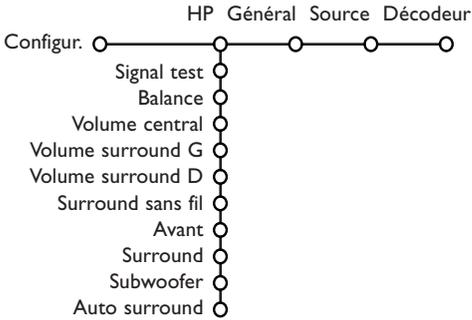 HP Général Source Décodeur
Configur.
Signal test
Balance
Volume central
Volume surround G
Volume surround D
Surround sans fil
Avant
Surround
Subwoofer
Auto surround